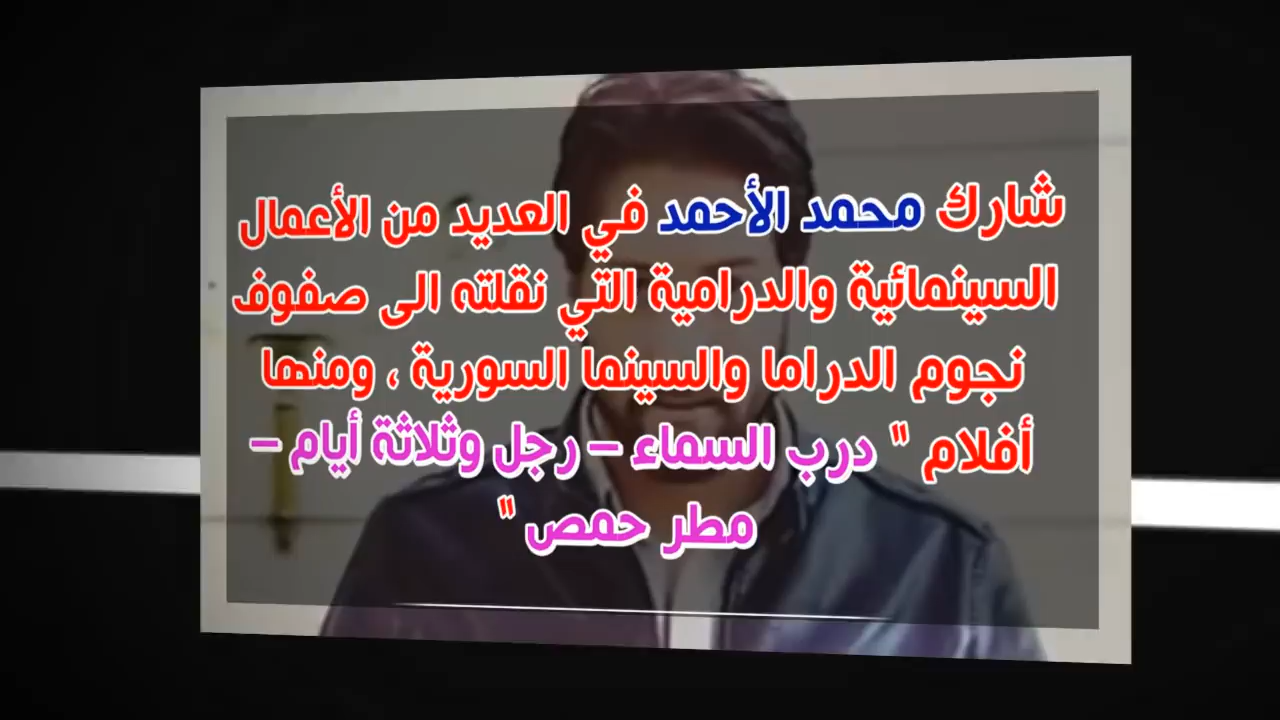 شارك محمد الأحمد في العديد من الأعمال
السينمائية والدرامية التي نقلته الى صفوف
نجوم الدراما والسينما السورية ، ومنها
أفلام " درب السماء – رجل وثلاثة أيام –
مطر حمص "